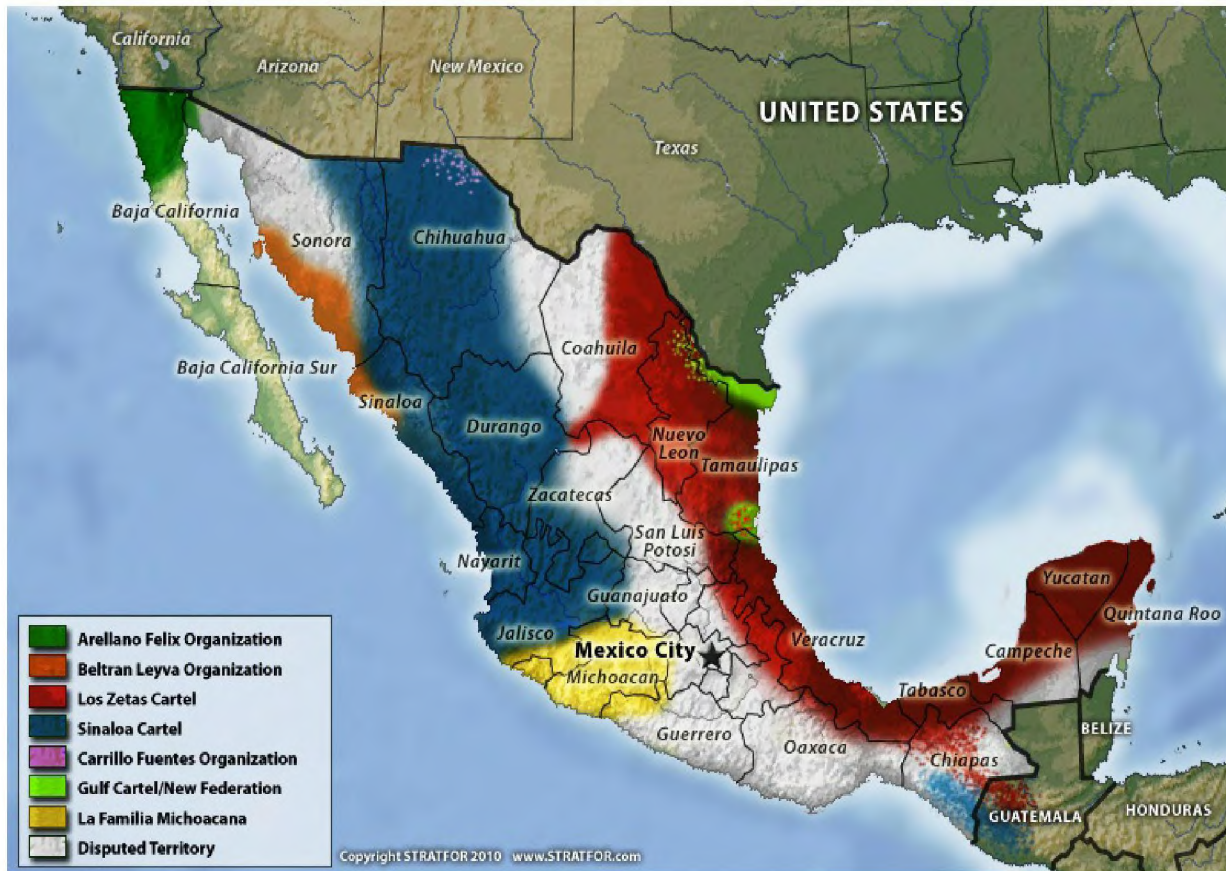 California
Arizona
New Mexico
UNITED STATES
Texas
Baja California
Sonora
Chihuahua
Coahuila
Baja California Sur
Sinaloa
Durango
Nuevo
Leon
Tamaulipas
Zacatecas
San Luis
Potosi
Nayarit
Guanajuato
Yucatan
Quintana Roo
Jalisco
Mexico City
Veracruz
Campeche
Michoacan
Tabasco
Guerrero
Oaxaca
BELIZE
Chiapas
GUATEMALA
HONDURAS
Arellano Felix Organization
Beltran Leyva Organization
Los Zetas Cartel
Sinaloa Cartel
Carrillo Fuentes Organization
Gulf Cartel/New Federation
La Familia Michoacana
Disputed Territory
Copyright STRATFOR 2010 www.STRATFOR.com